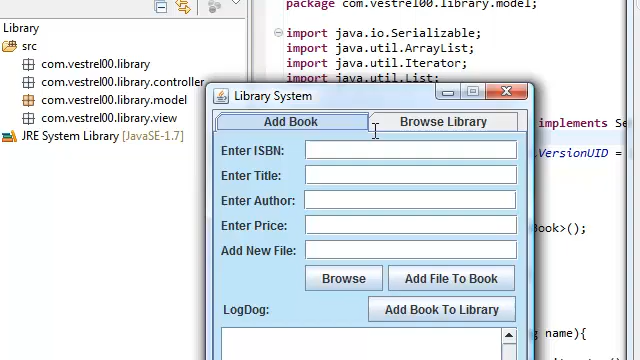 package com.vestrel00.library.model;
Library
src
com.vestrel00.library
com.vestrel00.library.controller
com.vestrel00.library.model
com.vestrel00.library.view
JRE System Library [JavaSE-1.7]
import java.io.Serializable;
import java.util.ArrayList;
import java.util.Iterator;
import java.util.List;
implements Se
VersionUID =
Book>();
ng name){
Library System
Add Book
Browse Library
Enter ISBN:
Enter Title:
Enter Author:
Enter Price:
Add New File:
Browse
Add File To Book
LogDog:
Add Book To Library